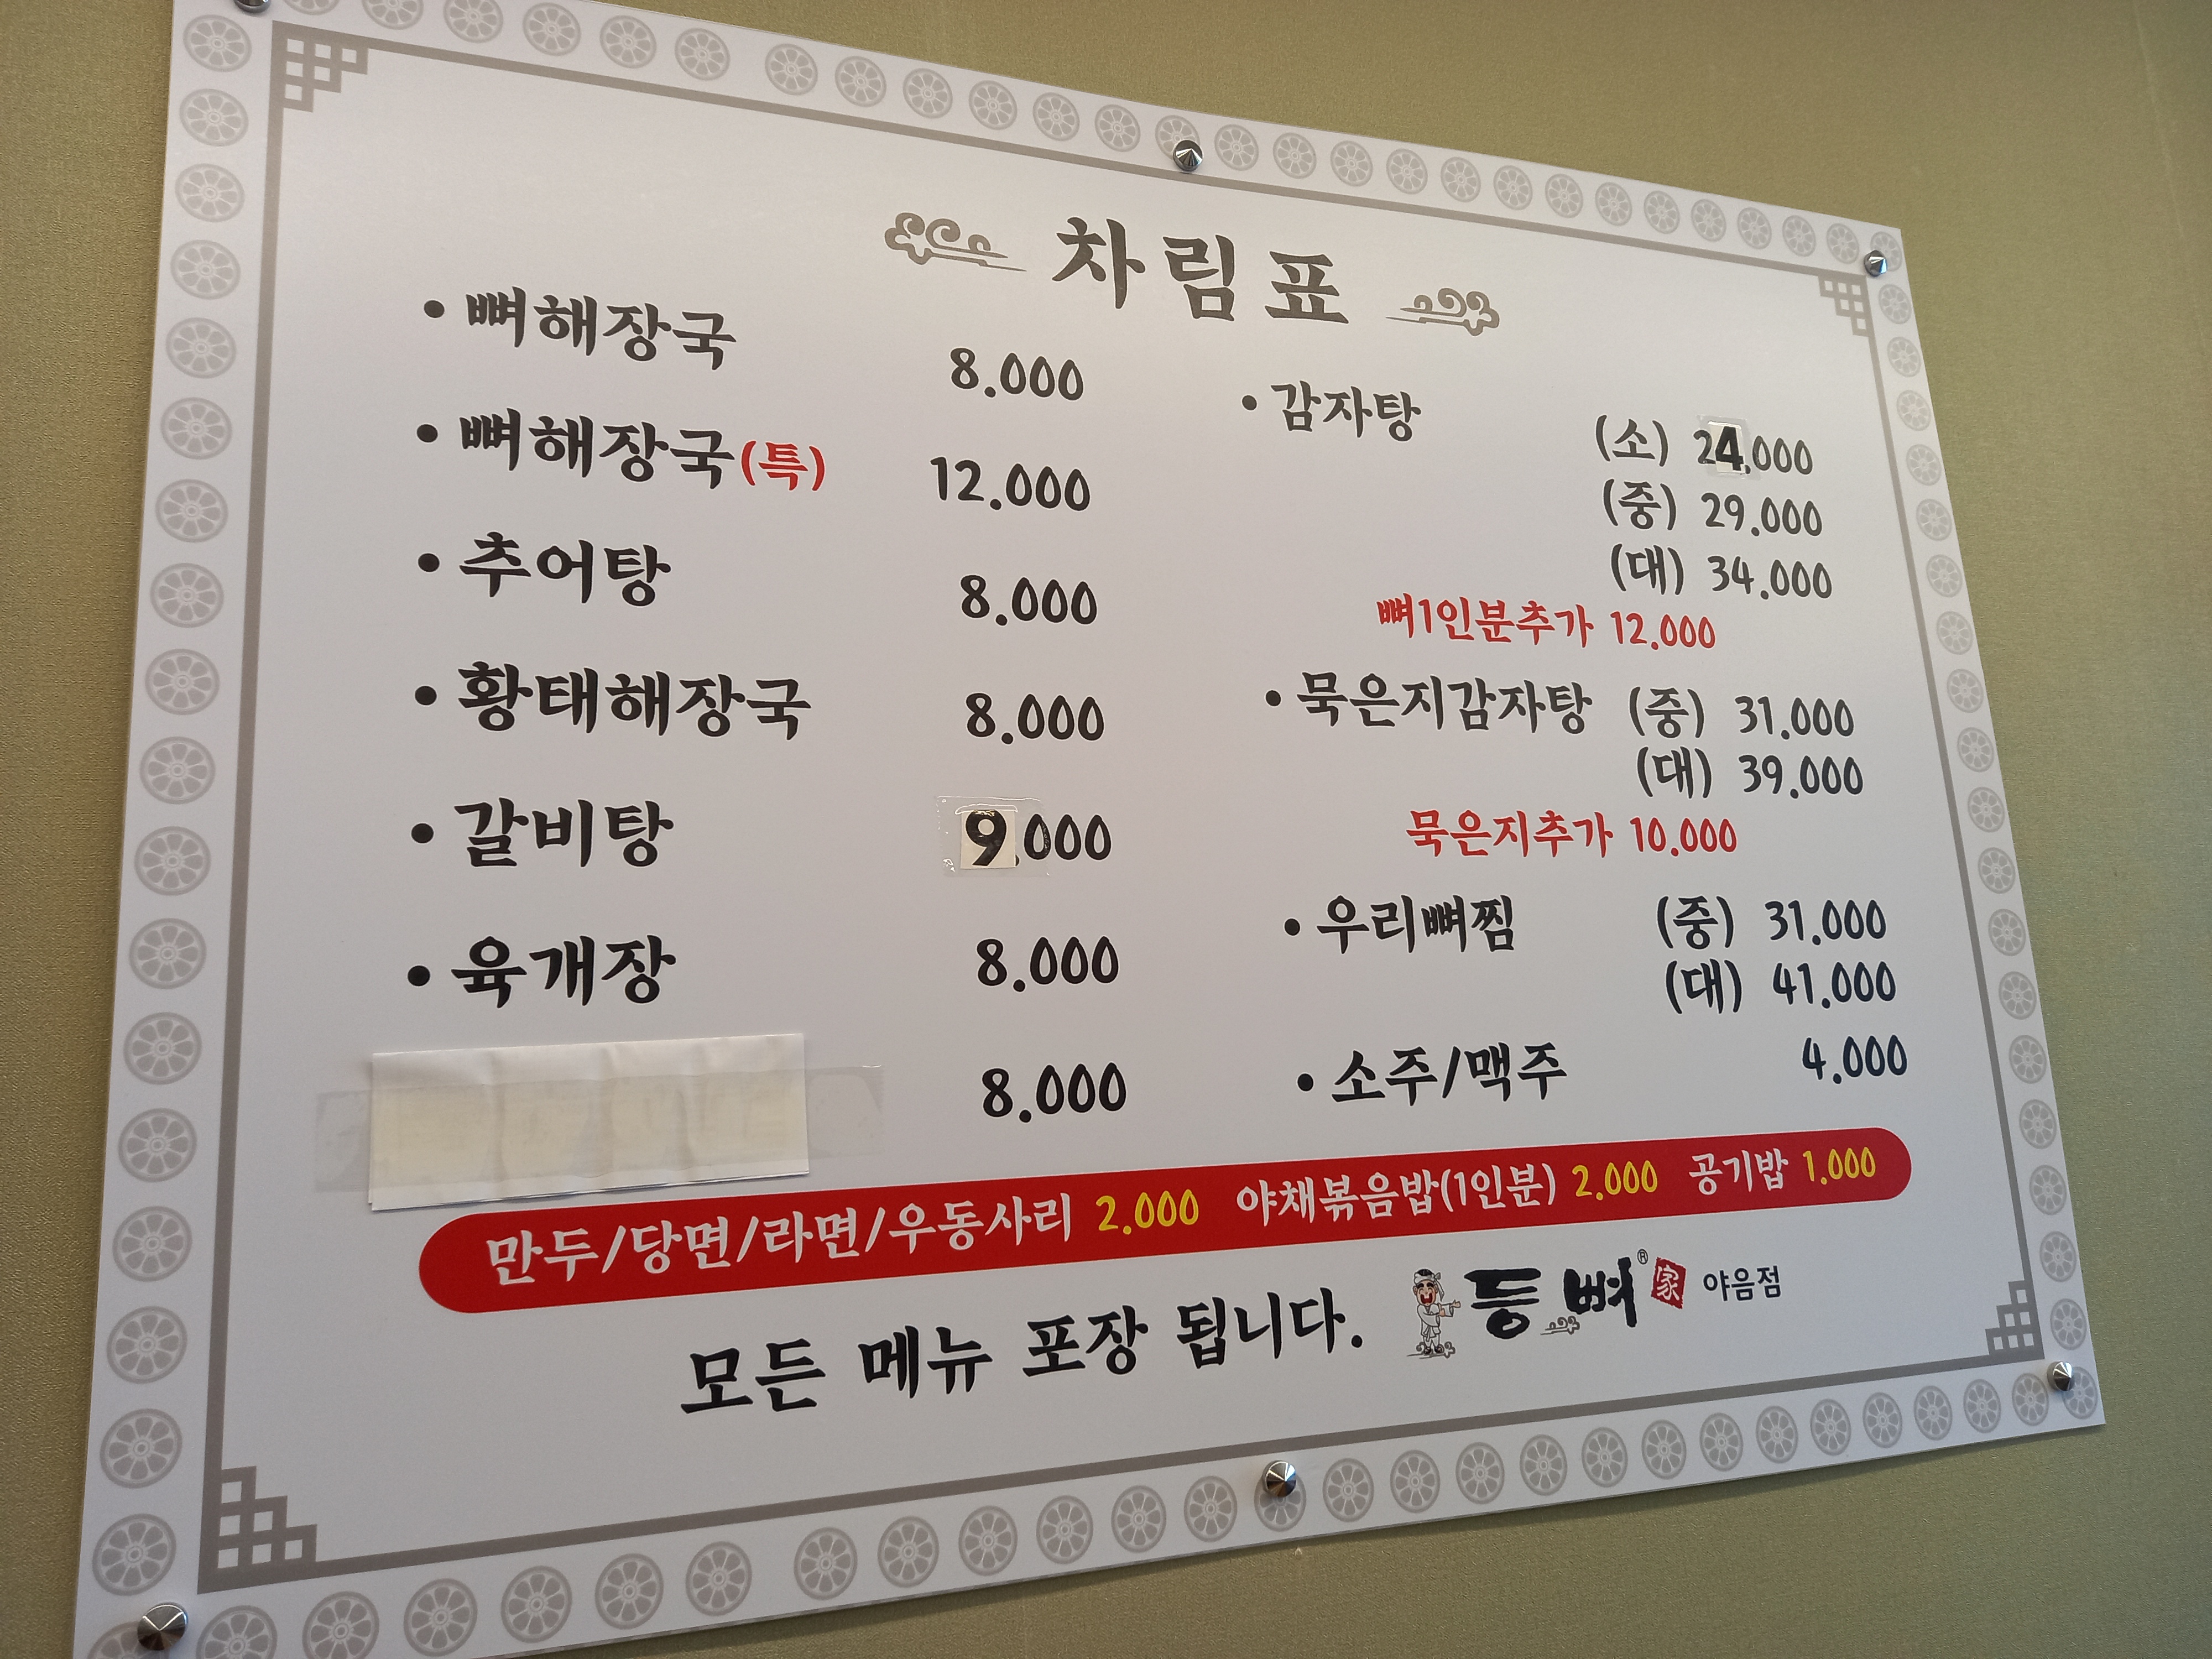 차림표
• 뼈해장국 8.000
• 뼈해장국(특) 12.000
• 추어탕 8.000
• 황태해장국 8.000
• 갈비탕 9.000
• 육개장 8.000
8.000
• 감자탕 (소) 24.000
(중) 29.000
(대) 34.000
뼈1인분추가 12.000
• 묵은지감자탕 (중) 31.000
(대) 39.000
묵은지추가 10.000
• 우리뼈찜 (중) 31.000
(대) 41.000
• 소주/맥주 4.000
만두/당면/라면/우동사리 2.000 야채볶음밥(1인분) 2.000 공기밥 1.000
모든 메뉴 포장 됩니다. 등뼈® 家 야음점